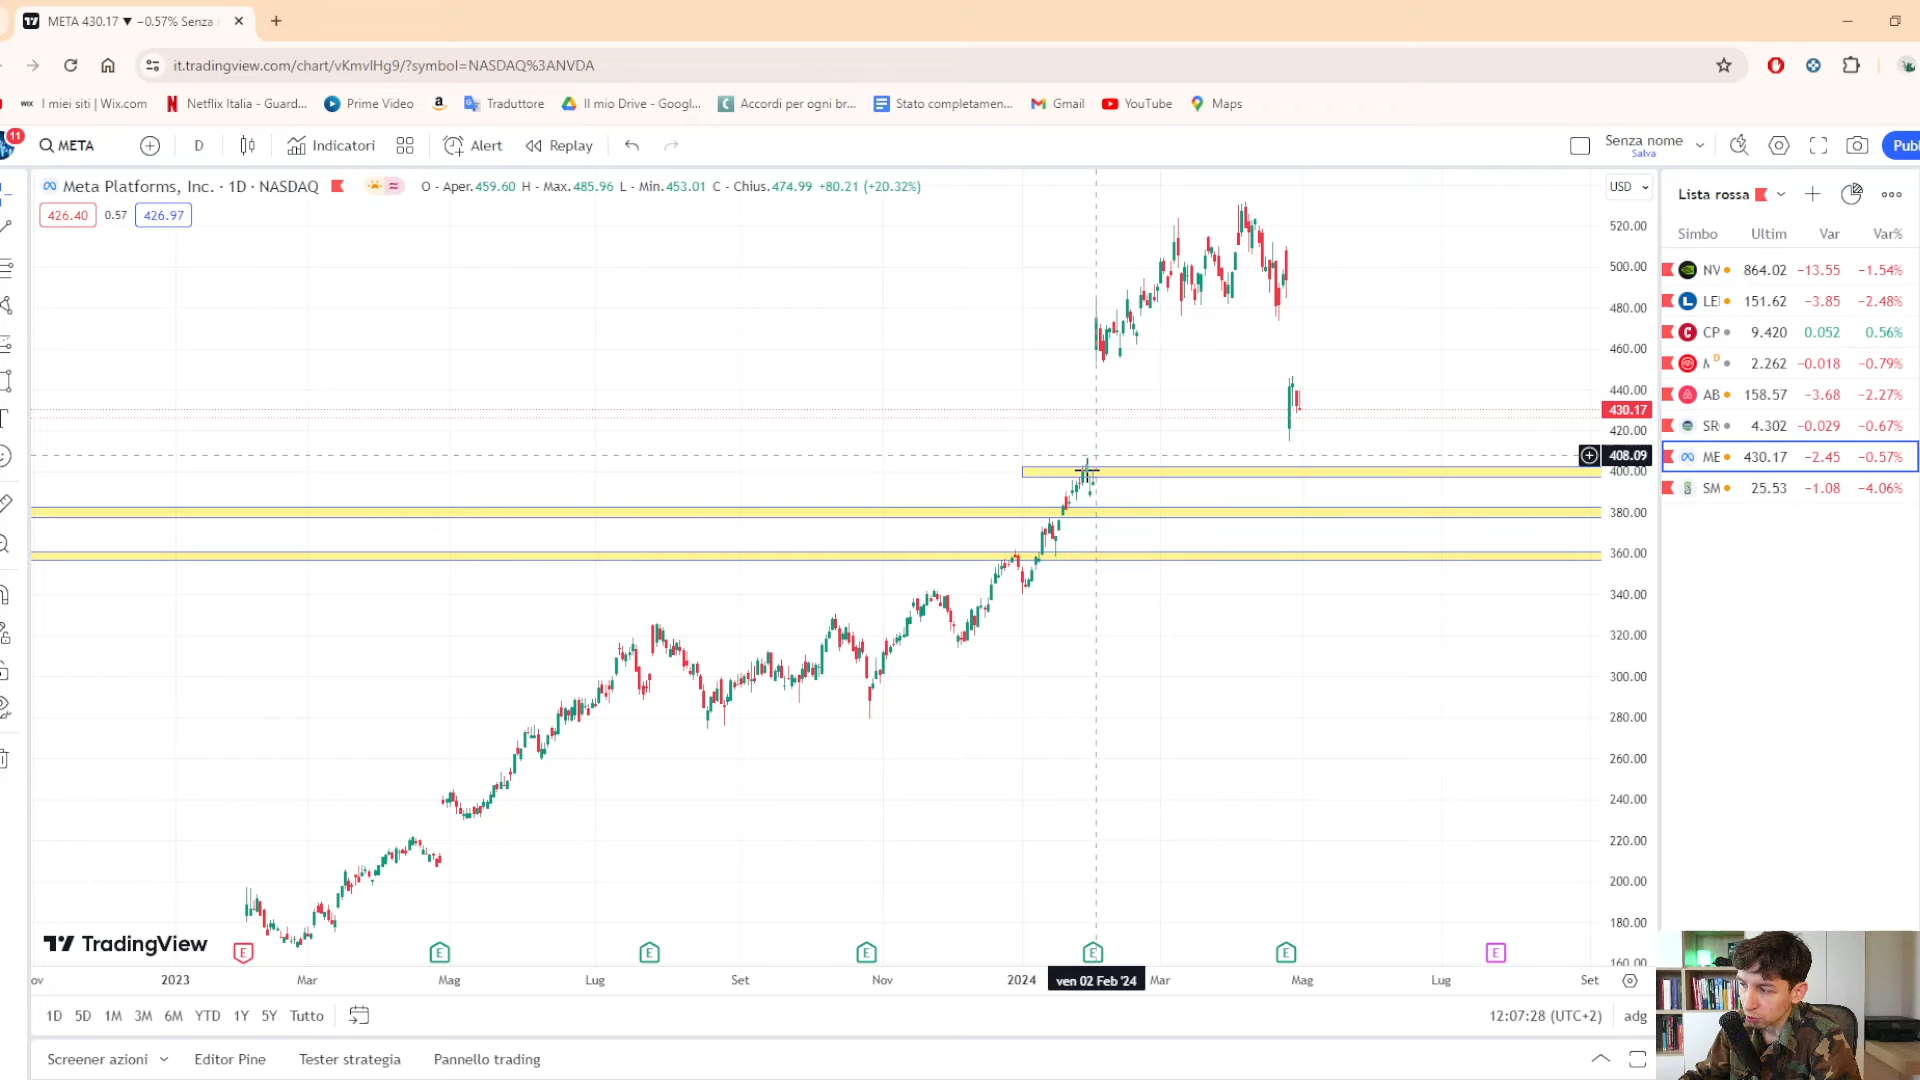 META 430.17 ▼ −0.57% Senza
it.tradingview.com/chart/vKmvlHg9/?symbol=NASDAQ%3ANVDA
WIX I miei siti | Wix.com
Netflix Italia - Guard...
Prime Video
Traduttore
Il mio Drive - Googl...
Accordi per ogni br...
Stato completamen...
Gmail
YouTube
Maps
11
META
D
Indicatori
Alert
Replay
Senza nome
Salva
Publ
Meta Platforms, Inc. · 1D · NASDAQ
O - Aper.459.60 H - Max.485.96 L - Min.453.01 C - Chius.474.99 +80.21 (+20.32%)
426.40
0.57
426.97
USD
520.00
500.00
480.00
460.00
440.00
430.17
420.00
408.09
400.00
380.00
360.00
340.00
320.00
300.00
280.00
260.00
240.00
220.00
200.00
180.00
160.00
Lista rossa
Simbo Ultim Var Var%
NV 864.02 −13.55 −1.54%
LEI 151.62 −3.85 −2.48%
CP 9.420 0.052 0.56%
D 2.262 −0.018 −0.79%
AB 158.57 −3.68 −2.27%
SR 4.302 −0.029 −0.67%
ME 430.17 −2.45 −0.57%
SM 25.53 −1.08 −4.06%
TradingView
E E E E E E E
ov 2023 Mar Mag Lug Set Nov 2024 ven 02 Feb '24 Mar Mag Lug Set
1D 5D 1M 3M 6M YTD 1Y 5Y Tutto
12:07:28 (UTC+2)
adg
Screener azioni
Editor Pine
Tester strategia
Pannello trading